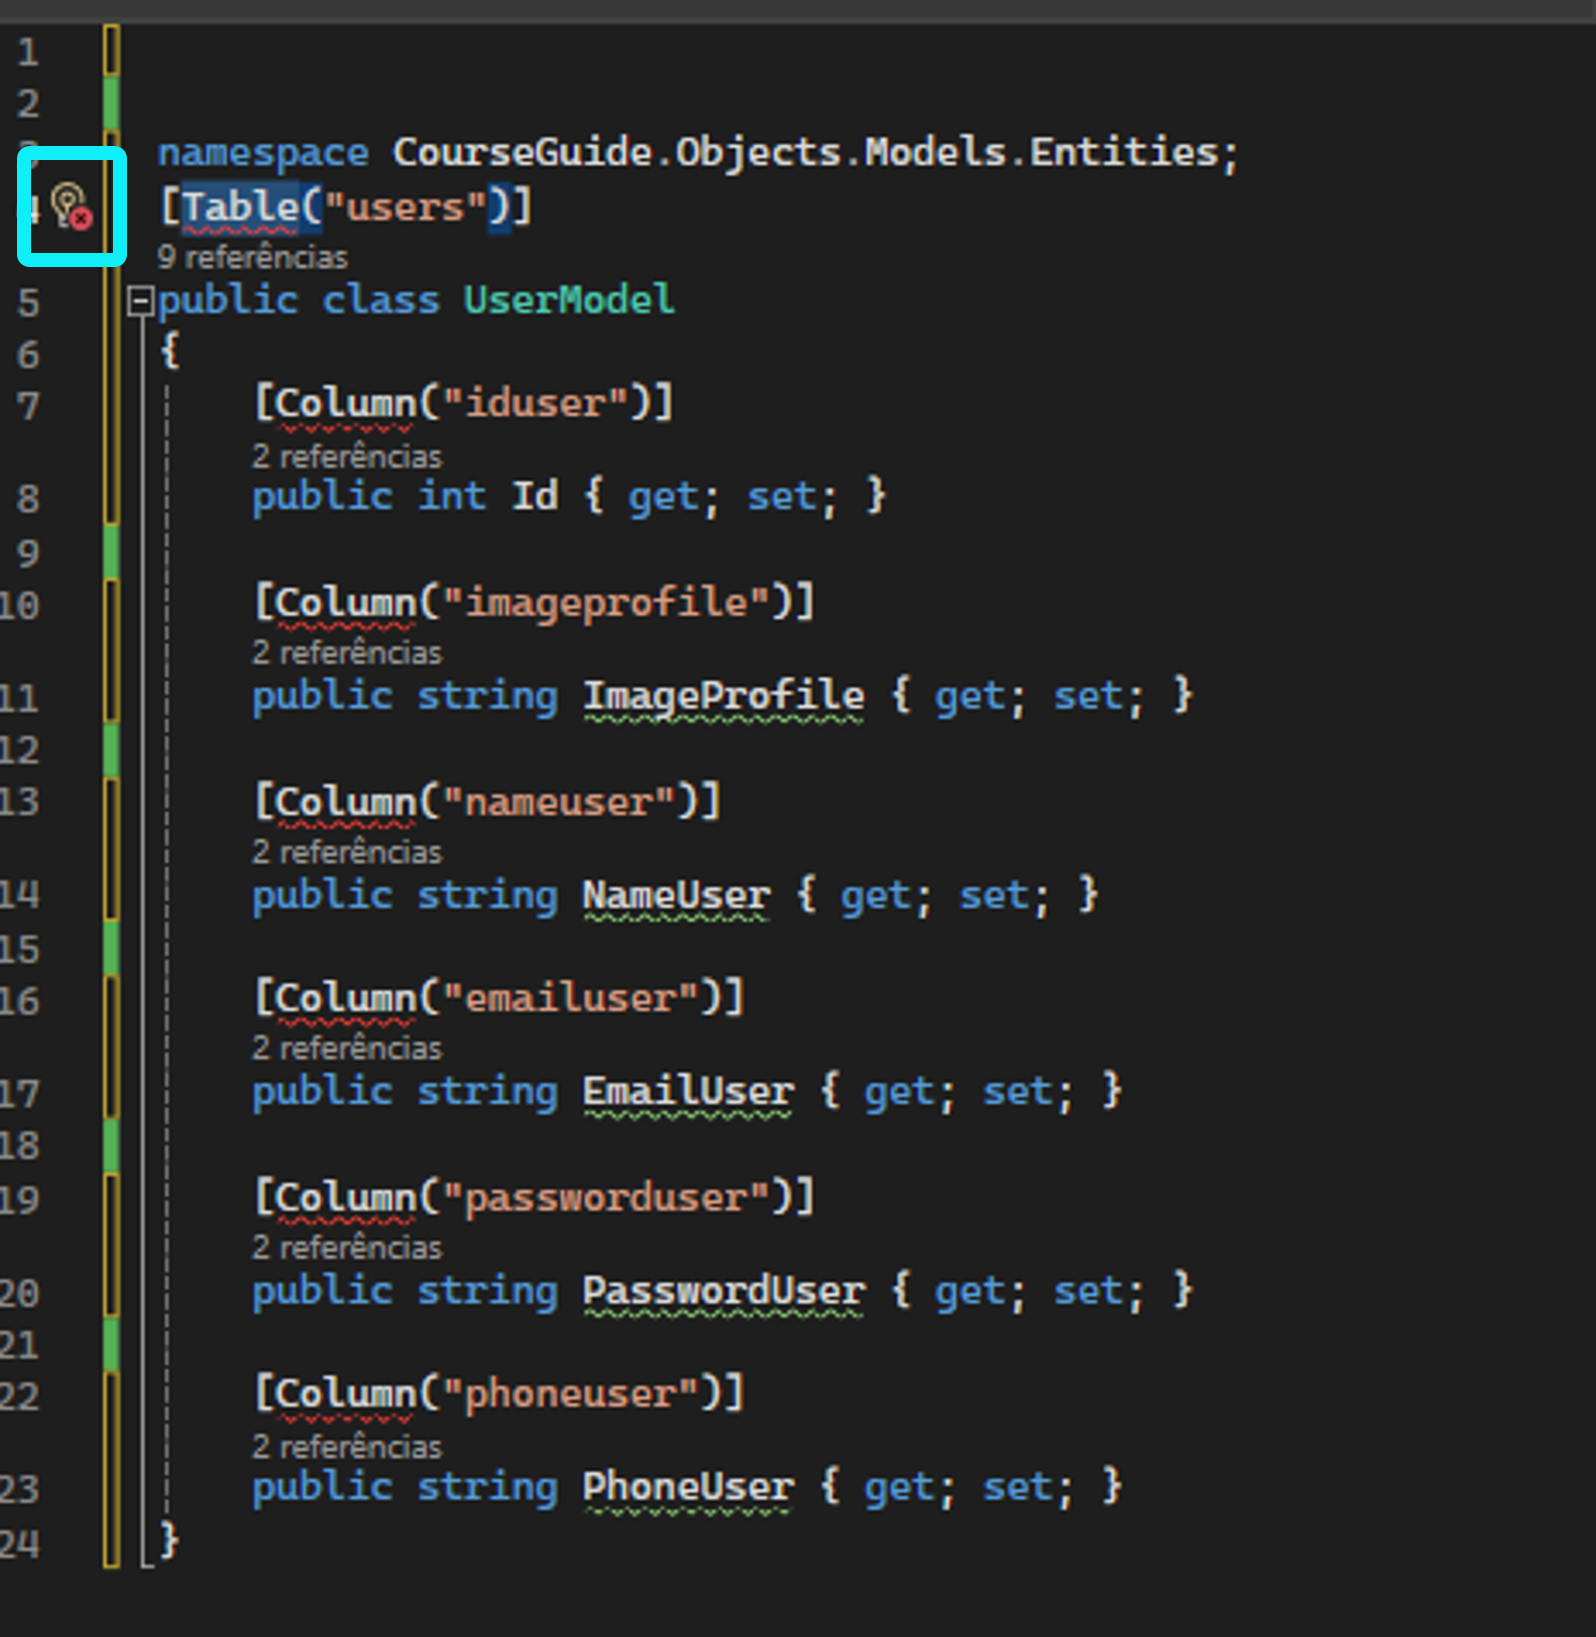 1
2
3 namespace CourseGuide.Objects.Models.Entities;
4 [Table("users")]
9 referências
5 public class UserModel
6 {
7 [Column("iduser")]
2 referências
8 public int Id { get; set; }
9
10 [Column("imageprofile")]
2 referências
11 public string ImageProfile { get; set; }
12
13 [Column("nameuser")]
2 referências
14 public string NameUser { get; set; }
15
16 [Column("emailuser")]
2 referências
17 public string EmailUser { get; set; }
18
19 [Column("passworduser")]
2 referências
20 public string PasswordUser { get; set; }
21
22 [Column("phoneuser")]
2 referências
23 public string PhoneUser { get; set; }
24 }